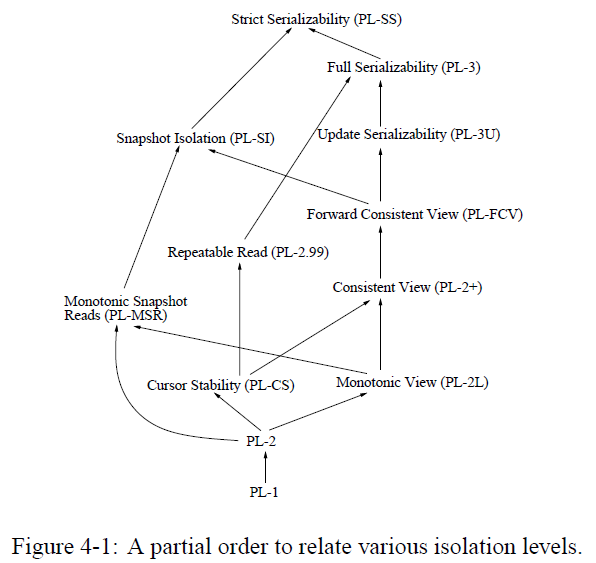 Strict Serializability (PL-SS)
Full Serializability (PL-3)
Snapshot Isolation (PL-SI)
Update Serializability (PL-3U)
Forward Consistent View (PL-FCV)
Repeatable Read (PL-2.99)
Consistent View (PL-2+)
Monotonic Snapshot
Reads (PL-MSR)
Cursor Stability (PL-CS)
Monotonic View (PL-2L)
PL-2
PL-1
Figure 4-1: A partial order to relate various isolation levels.